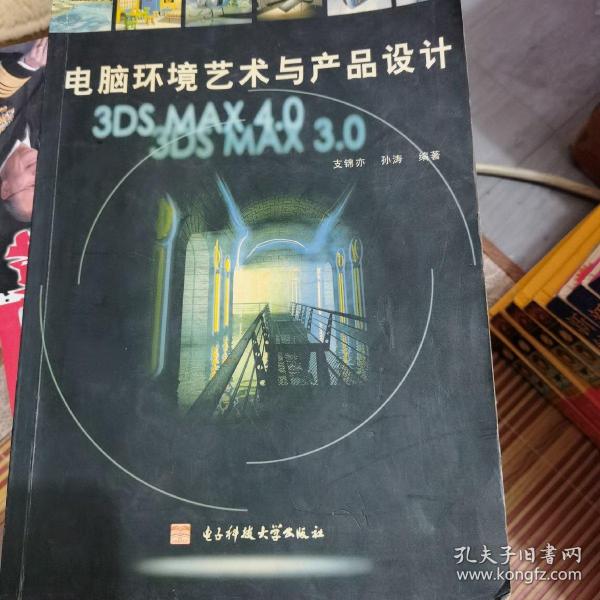 电脑环境艺术与产品设计
3DS MAX 4.0
3DS MAX 3.0
支锦亦 孙涛 编著
电子科技大学出版社
孔夫子旧书网
www.kongfz.com